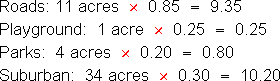 Roads: 11 acres × 0.85 = 9.35
Playground: 1 acre × 0.25 = 0.25
Parks: 4 acres × 0.20 = 0.80
Suburban: 34 acres × 0.30 = 10.20